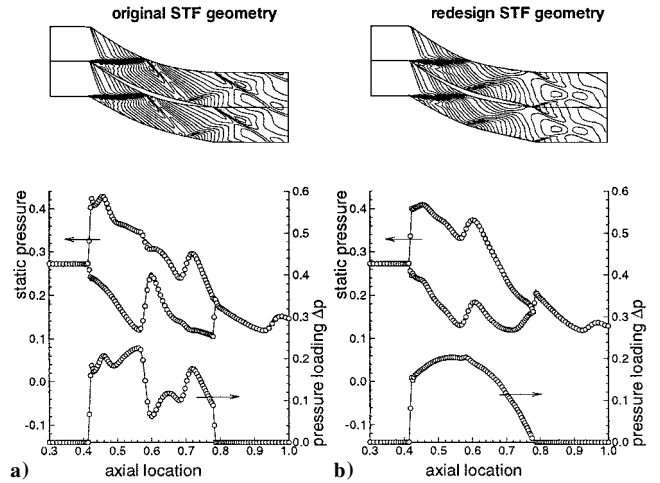 original STF geometry
redesign STF geometry
static pressure
0.4
0.3
0.2
0.1
0.0
-0.1
0.6
0.5
0.4
0.3
0.2
0.1
0.0
pressure loading Δp
0.3 0.4 0.5 0.6 0.7 0.8 0.9 1.0
axial location
a)
static pressure
0.4
0.3
0.2
0.1
0.0
-0.1
0.6
0.5
0.4
0.3
0.2
0.1
0.0
pressure loading Δp
0.3 0.4 0.5 0.6 0.7 0.8 0.9 1.0
axial location
b)